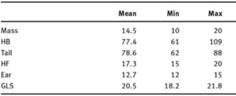 Mean Min Max
Mass 14.5 10 20
HB 77.4 61 109
Tail 78.6 62 88
HF 17.3 15 20
Ear 12.7 12 15
GLS 20.5 18.2 21.8